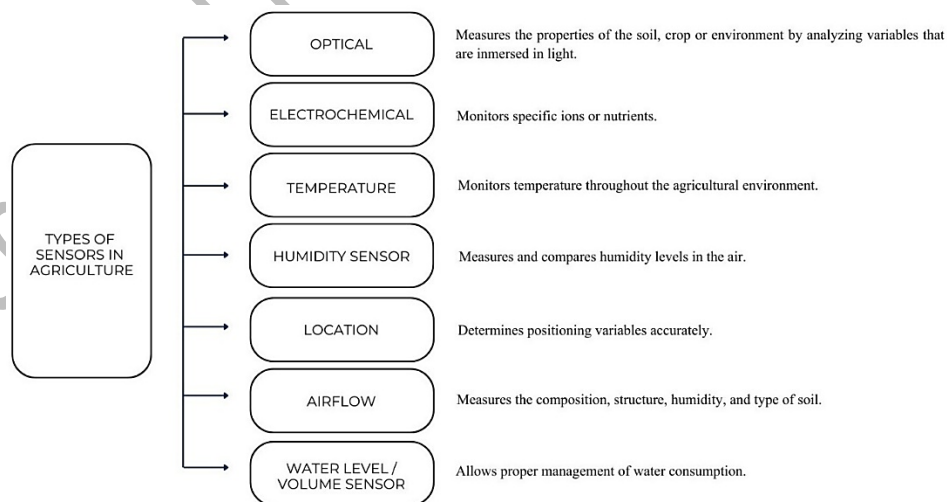 OPTICAL
Measures the properties of the soil, crop or environment by analyzing variables that
are inmersed in light.
ELECTROCHEMICAL
Monitors specific ions or nutrients.
TEMPERATURE
Monitors temperature throughout the agricultural environment.
TYPES OF
SENSORS IN
AGRICULTURE
HUMIDITY SENSOR
Measures and compares humidity levels in the air.
LOCATION
Determines positioning variables accurately.
AIRFLOW
Measures the composition, structure, humidity, and type of soil.
WATER LEVEL /
VOLUME SENSOR
Allows proper management of water consumption.